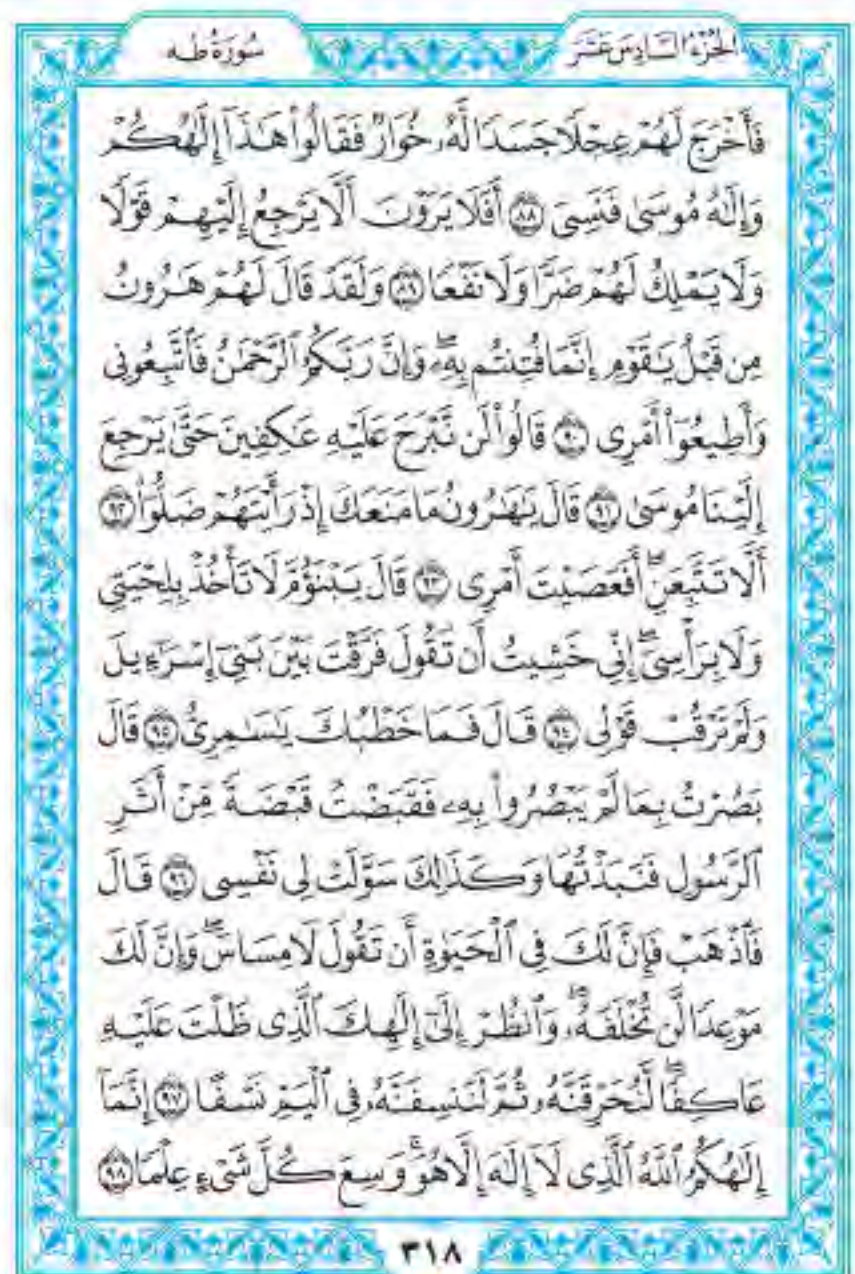 الجزء السادس عشر
سورة طه
فَأَخْرَجَ لَهُمْ عِجْلًا جَسَدًا لَّهُۥ خُوَارٌ فَقَالُوا۟ هَـٰذَآ إِلَـٰهُكُمْ
وَإِلَـٰهُ مُوسَىٰ فَنَسِىَ ٨٨ أَفَلَا يَرَوْنَ أَلَّا يَرْجِعُ إِلَيْهِمْ قَوْلًا
وَلَا يَمْلِكُ لَهُمْ ضَرًّا وَلَا نَفْعًا ٨٩ وَلَقَدْ قَالَ لَهُمْ هَـٰرُونُ
مِن قَبْلُ يَـٰقَوْمِ إِنَّمَا فُتِنتُم بِهِۦ ۖ وَإِنَّ رَبَّكُمُ ٱلرَّحْمَـٰنُ فَٱتَّبِعُونِى
وَأَطِيعُوٓا۟ أَمْرِى ٩٠ قَالُوا۟ لَن نَّبْرَحَ عَلَيْهِ عَـٰكِفِينَ حَتَّىٰ يَرْجِعَ
إِلَيْنَا مُوسَىٰ ٩١ قَالَ يَـٰهَـٰرُونُ مَا مَنَعَكَ إِذْ رَأَيْتَهُمْ ضَلُّوٓا۟ ٩٢
أَلَّا تَتَّبِعَنِ ۖ أَفَعَصَيْتَ أَمْرِى ٩٣ قَالَ يَبْنَؤُمَّ لَا تَأْخُذْ بِلِحْيَتِى
وَلَا بِرَأْسِىٓ ۖ إِنِّى خَشِيتُ أَن تَقُولَ فَرَّقْتَ بَيْنَ بَنِىٓ إِسْرَٰٓءِيلَ
وَلَمْ تَرْقُبْ قَوْلِى ٩٤ قَالَ فَمَا خَطْبُكَ يَـٰسَـٰمِرِىُّ ٩٥ قَالَ
بَصُرْتُ بِمَا لَمْ يَبْصُرُوا۟ بِهِۦ فَقَبَضْتُ قَبْضَةً مِّنْ أَثَرِ
ٱلرَّسُولِ فَنَبَذْتُهَا وَكَذَٰلِكَ سَوَّلَتْ لِى نَفْسِى ٩٦ قَالَ
فَٱذْهَبْ فَإِنَّ لَكَ فِى ٱلْحَيَوٰةِ أَن تَقُولَ لَا مِسَاسَ ۖ وَإِنَّ لَكَ
مَوْعِدًا لَّن تُخْلَفَهُۥ ۖ وَٱنظُرْ إِلَىٰٓ إِلَـٰهِكَ ٱلَّذِى ظَلْتَ عَلَيْهِ
عَاكِفًا ۖ لَّنُحَرِّقَنَّهُۥ ثُمَّ لَنَنسِفَنَّهُۥ فِى ٱلْيَمِّ نَسْفًا ٩٧ إِنَّمَآ
إِلَـٰهُكُمُ ٱللَّهُ ٱلَّذِى لَآ إِلَـٰهَ إِلَّا هُوَ ۚ وَسِعَ كُلَّ شَىْءٍ عِلْمًا ٩٨
٣١٨